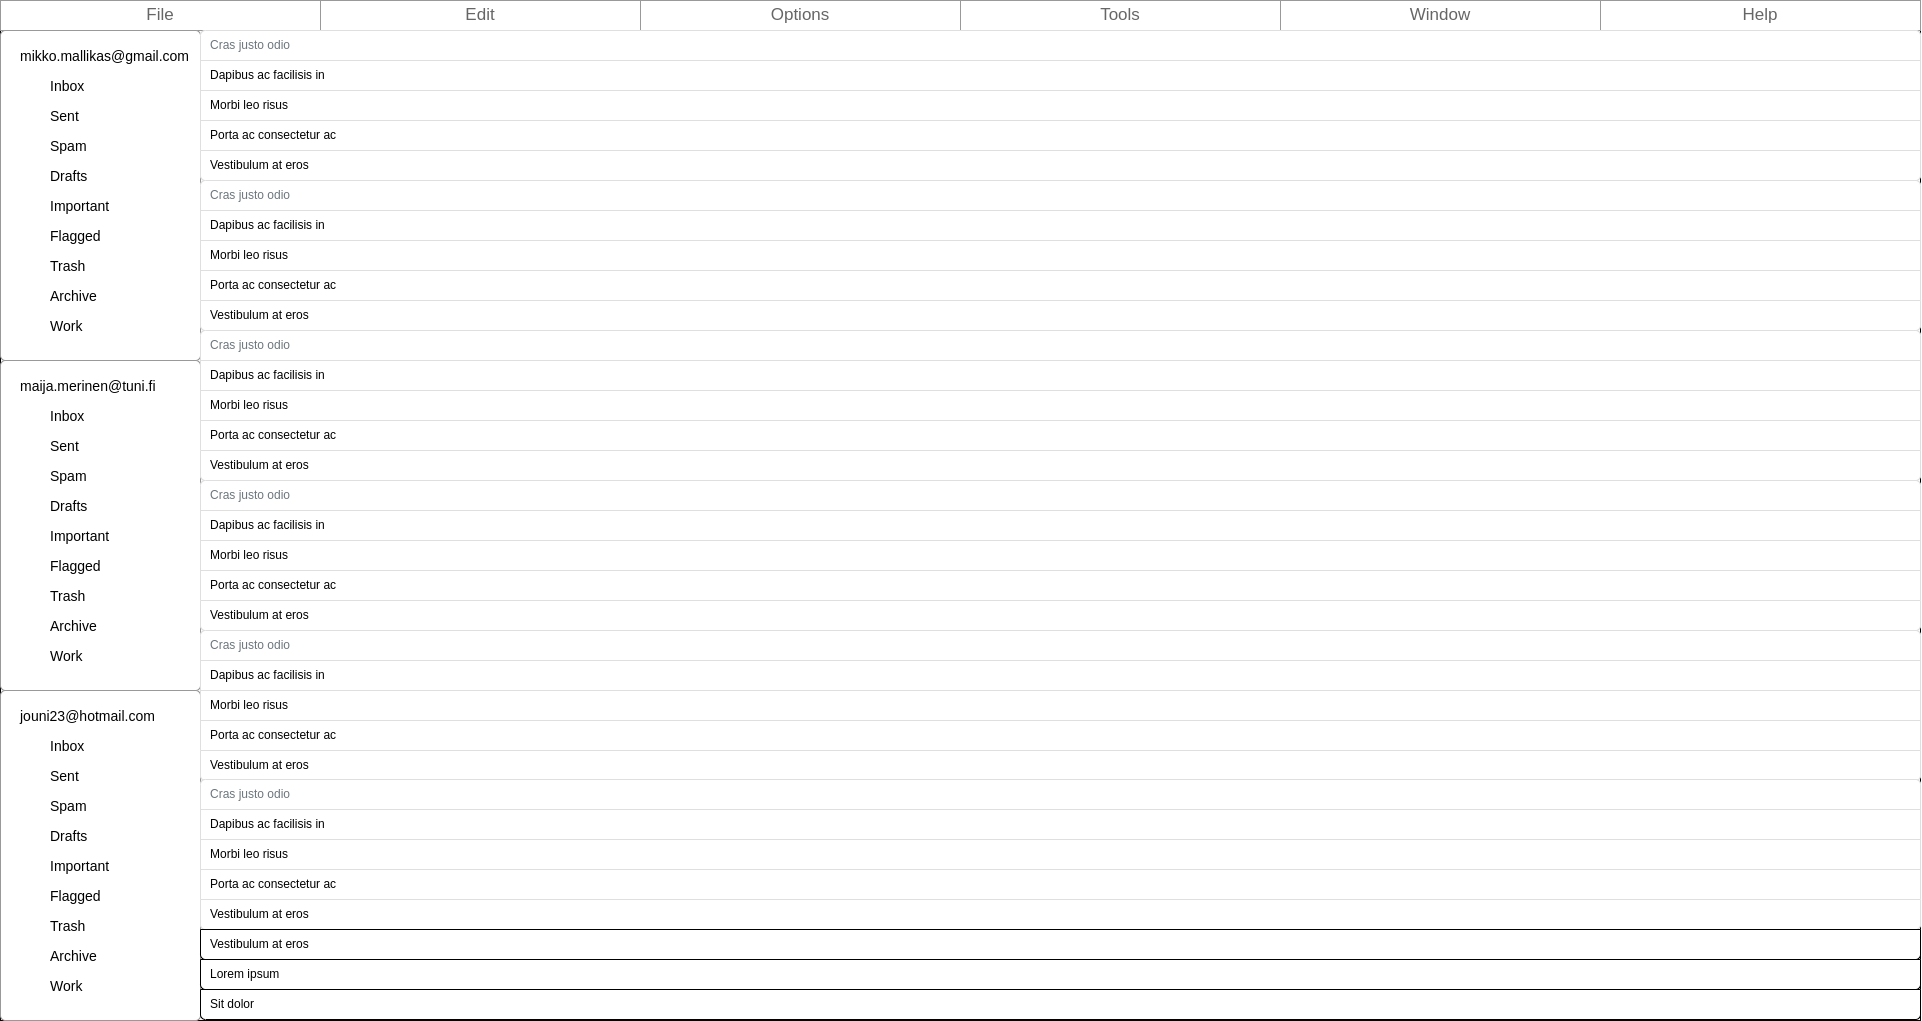 File Edit Options Tools Window Help
mikko.mallikas@gmail.com
Inbox
Sent
Spam
Drafts
Important
Flagged
Trash
Archive
Work
maija.merinen@tuni.fi
Inbox
Sent
Spam
Drafts
Important
Flagged
Trash
Archive
Work
jouni23@hotmail.com
Inbox
Sent
Spam
Drafts
Important
Flagged
Trash
Archive
Work
Cras justo odio
Dapibus ac facilisis in
Morbi leo risus
Porta ac consectetur ac
Vestibulum at eros
Cras justo odio
Dapibus ac facilisis in
Morbi leo risus
Porta ac consectetur ac
Vestibulum at eros
Cras justo odio
Dapibus ac facilisis in
Morbi leo risus
Porta ac consectetur ac
Vestibulum at eros
Cras justo odio
Dapibus ac facilisis in
Morbi leo risus
Porta ac consectetur ac
Vestibulum at eros
Cras justo odio
Dapibus ac facilisis in
Morbi leo risus
Porta ac consectetur ac
Vestibulum at eros
Cras justo odio
Dapibus ac facilisis in
Morbi leo risus
Porta ac consectetur ac
Vestibulum at eros
Vestibulum at eros
Lorem ipsum
Sit dolor